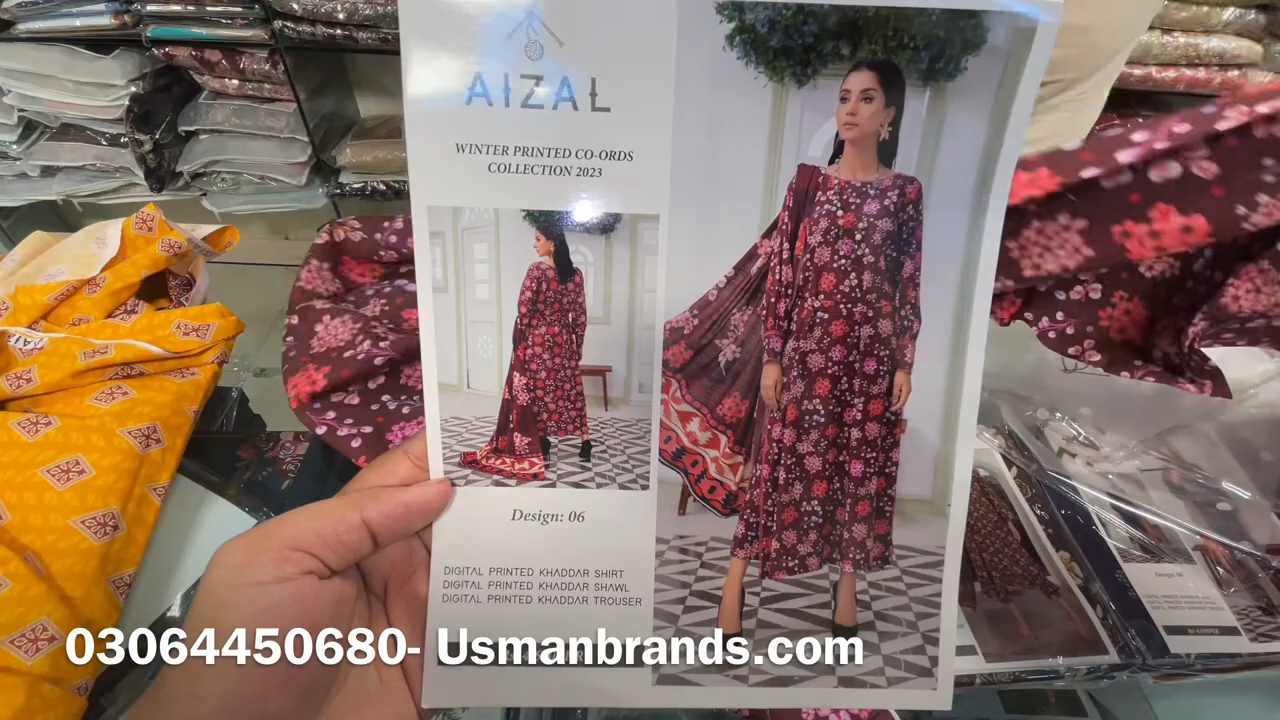 AIZAL
WINTER PRINTED CO-ORDS
COLLECTION 2023
Design: 06
DIGITAL PRINTED KHADDAR SHIRT
DIGITAL PRINTED KHADDAR SHAWL
DIGITAL PRINTED KHADDAR TROUSER
03064450680- Usmanbrands.com